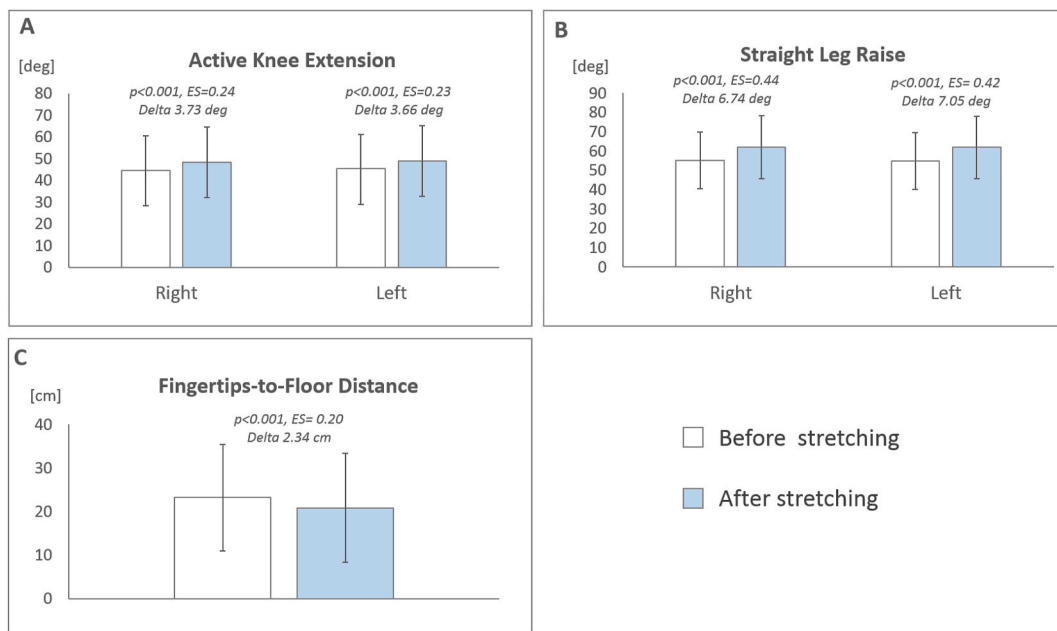 A
Active Knee Extension
[deg]
p<0.001, ES=0.24
Delta 3.73 deg
p<0.001, ES=0.23
Delta 3.66 deg
80
70
60
50
40
30
20
10
0
Right
Left
B
Straight Leg Raise
[deg]
p<0.001, ES=0.44
Delta 6.74 deg
p<0.001, ES= 0.42
Delta 7.05 deg
90
80
70
60
50
40
30
20
10
0
Right
Left
C
Fingertips-to-Floor Distance
[cm]
p<0.001, ES= 0.20
Delta 2.34 cm
40
30
20
10
0
Before stretching
After stretching